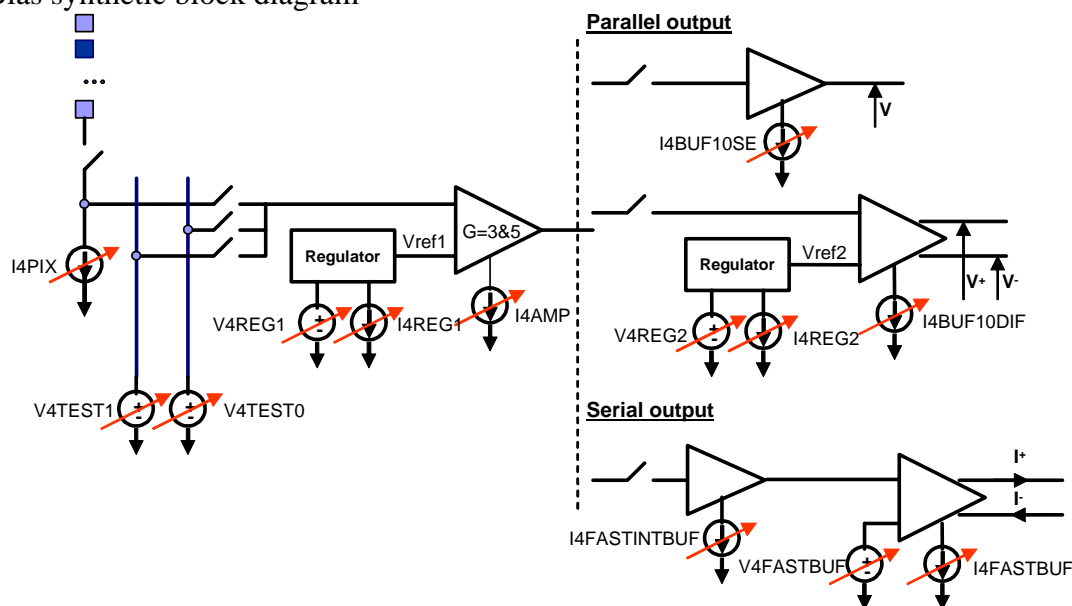 Bias synthetic block diagram
Parallel output
...
I4BUF10SE
V
I4PIX
Regulator
Vref1
G=3&5
V4REG1
I4REG1
I4AMP
Regulator
Vref2
V4REG2
I4REG2
I4BUF10DIF
V+
V-
V4TEST1
V4TEST0
Serial output
I4FASTINTBUF
V4FASTBUF
I4FASTBUF
I+
I-